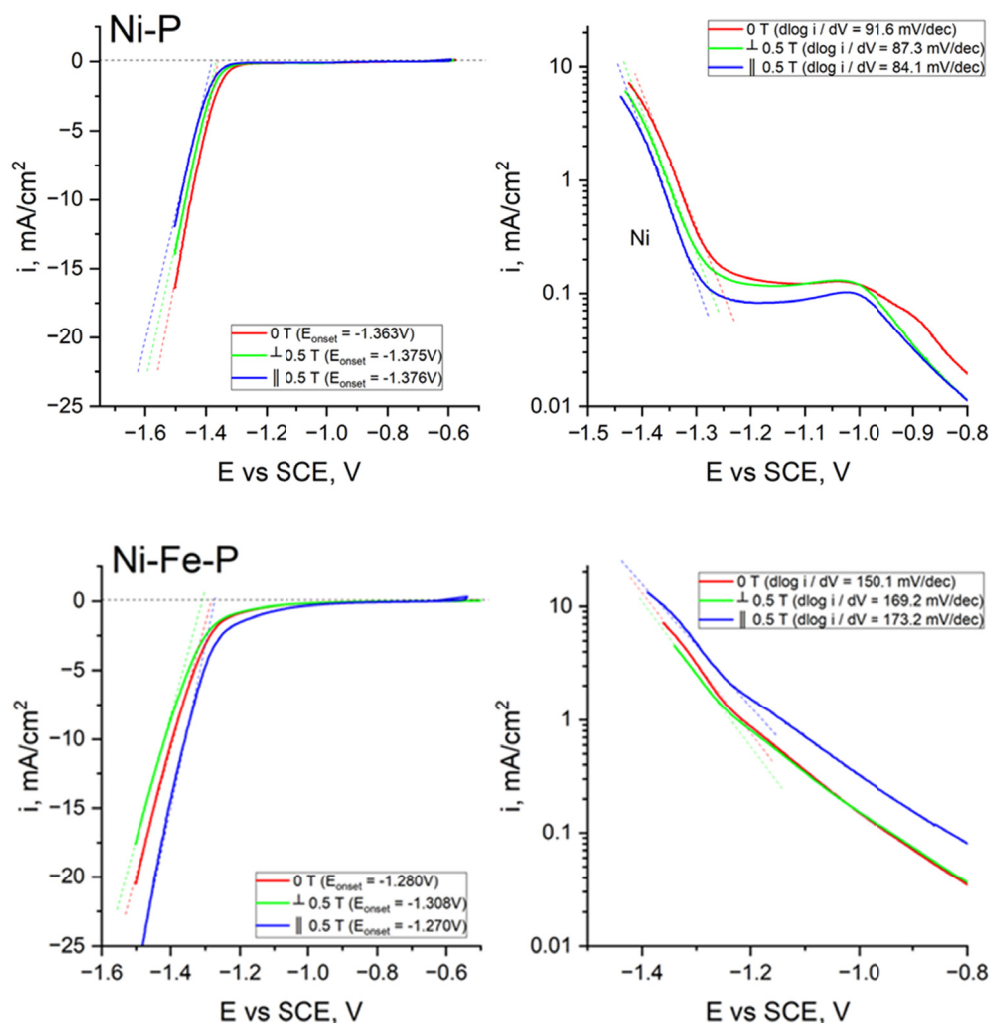 Ni-P
0
−5
−10
−15
−20
−25
i, mA/cm²
0 T (E_onset = -1.363V)
⊥ 0.5 T (E_onset = -1.375V)
∥ 0.5 T (E_onset = -1.376V)
−1.6 −1.4 −1.2 −1.0 −0.8 −0.6
E vs SCE, V
0 T (dlog i / dV = 91.6 mV/dec)
⊥ 0.5 T (dlog i / dV = 87.3 mV/dec)
∥ 0.5 T (dlog i / dV = 84.1 mV/dec)
10
1
0.1
0.01
i, mA/cm²
Ni
−1.5 −1.4 −1.3 −1.2 −1.1 −1.0 −0.9 −0.8
E vs SCE, V
Ni-Fe-P
0
−5
−10
−15
−20
−25
i, mA/cm²
0 T (E_onset = -1.280V)
⊥ 0.5 T (E_onset = -1.308V)
∥ 0.5 T (E_onset = -1.270V)
−1.6 −1.4 −1.2 −1.0 −0.8 −0.6
E vs SCE, V
0 T (dlog i / dV = 150.1 mV/dec)
⊥ 0.5 T (dlog i / dV = 169.2 mV/dec)
∥ 0.5 T (dlog i / dV = 173.2 mV/dec)
10
1
0.1
0.01
i, mA/cm²
−1.4 −1.2 −1.0 −0.8
E vs SCE, V